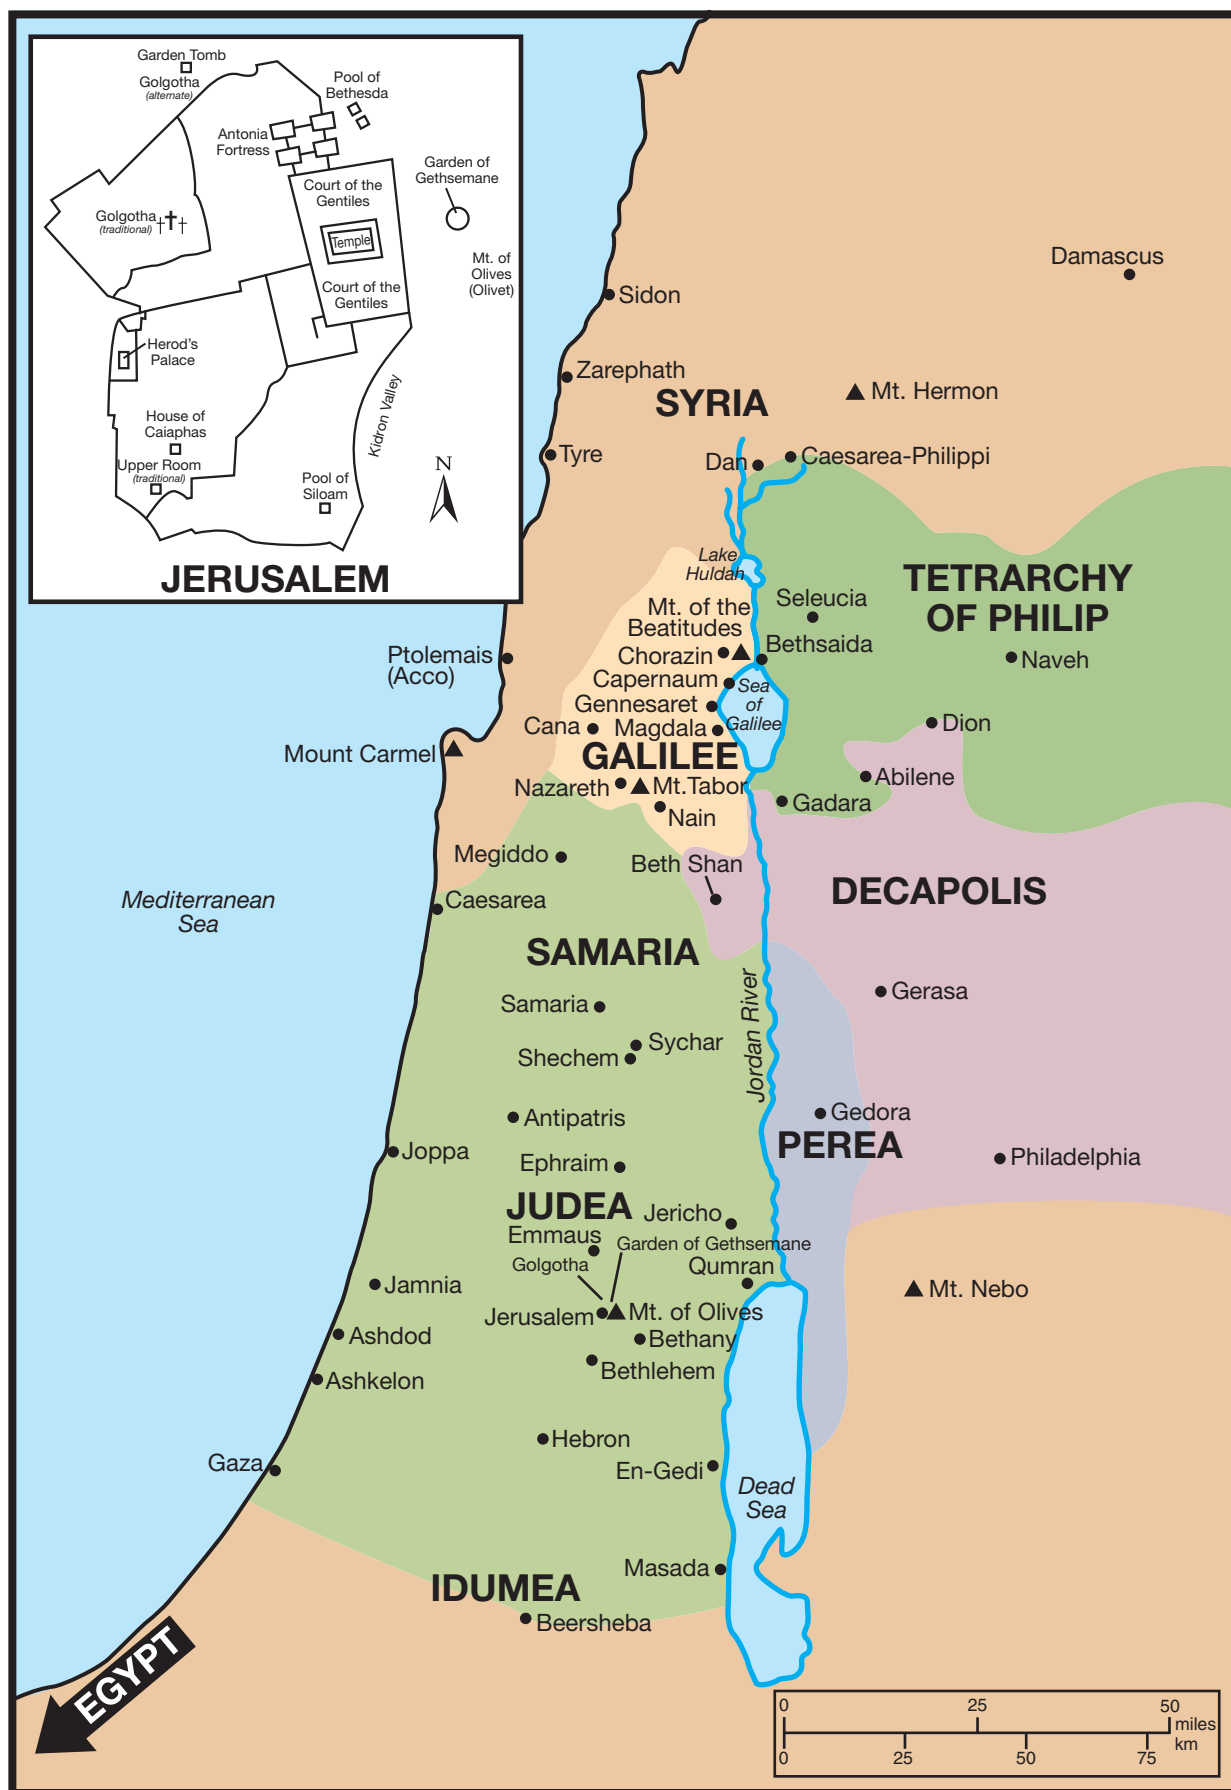 Garden Tomb
Golgotha
(alternate)
Pool of
Bethesda
Antonia
Fortress
Garden of
Gethsemane
Court of the
Gentiles
Golgotha
(traditional)
Temple
Mt. of
Olives
(Olivet)
Court of the
Gentiles
Herod's
Palace
Kidron Valley
House of
Caiaphas
Upper Room
(traditional)
Pool of
Siloam
N
JERUSALEM
Damascus
Sidon
Zarephath
SYRIA
Mt. Hermon
Tyre
Dan
Caesarea-Philippi
Lake
Huldah
TETRARCHY
OF PHILIP
Seleucia
Mt. of the
Beatitudes
Bethsaida
Chorazin
Ptolemais
(Acco)
Naveh
Capernaum
Sea
of
Galilee
Gennesaret
Cana
Magdala
Dion
Mount Carmel
GALILEE
Abilene
Nazareth
Mt.Tabor
Gadara
Nain
Megiddo
Beth Shan
DECAPOLIS
Mediterranean
Sea
Caesarea
SAMARIA
Gerasa
Samaria
Jordan River
Sychar
Shechem
Antipatris
Gedora
PEREA
Joppa
Ephraim
Philadelphia
JUDEA
Jericho
Emmaus
Garden of Gethsemane
Golgotha
Qumran
Jamnia
Mt. Nebo
Jerusalem
Mt. of Olives
Ashdod
Bethany
Bethlehem
Ashkelon
Hebron
Gaza
En-Gedi
Dead
Sea
Masada
IDUMEA
Beersheba
EGYPT
0 25 50
miles
km
0 25 50 75